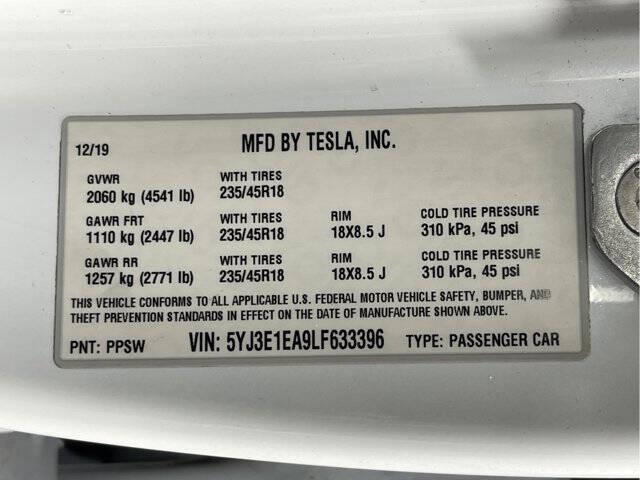 12/19 MFD BY TESLA, INC.
GVWR WITH TIRES
2060 kg (4541 lb) 235/45R18
GAWR FRT WITH TIRES RIM COLD TIRE PRESSURE
1110 kg (2447 lb) 235/45R18 18X8.5 J 310 kPa, 45 psi
GAWR RR WITH TIRES RIM COLD TIRE PRESSURE
1257 kg (2771 lb) 235/45R18 18X8.5 J 310 kPa, 45 psi
THIS VEHICLE CONFORMS TO ALL APPLICABLE U.S. FEDERAL MOTOR VEHICLE SAFETY, BUMPER, AND
THEFT PREVENTION STANDARDS IN EFFECT ON THE DATE OF MANUFACTURE SHOWN ABOVE.
PNT: PPSW VIN: 5YJ3E1EA9LF633396 TYPE: PASSENGER CAR